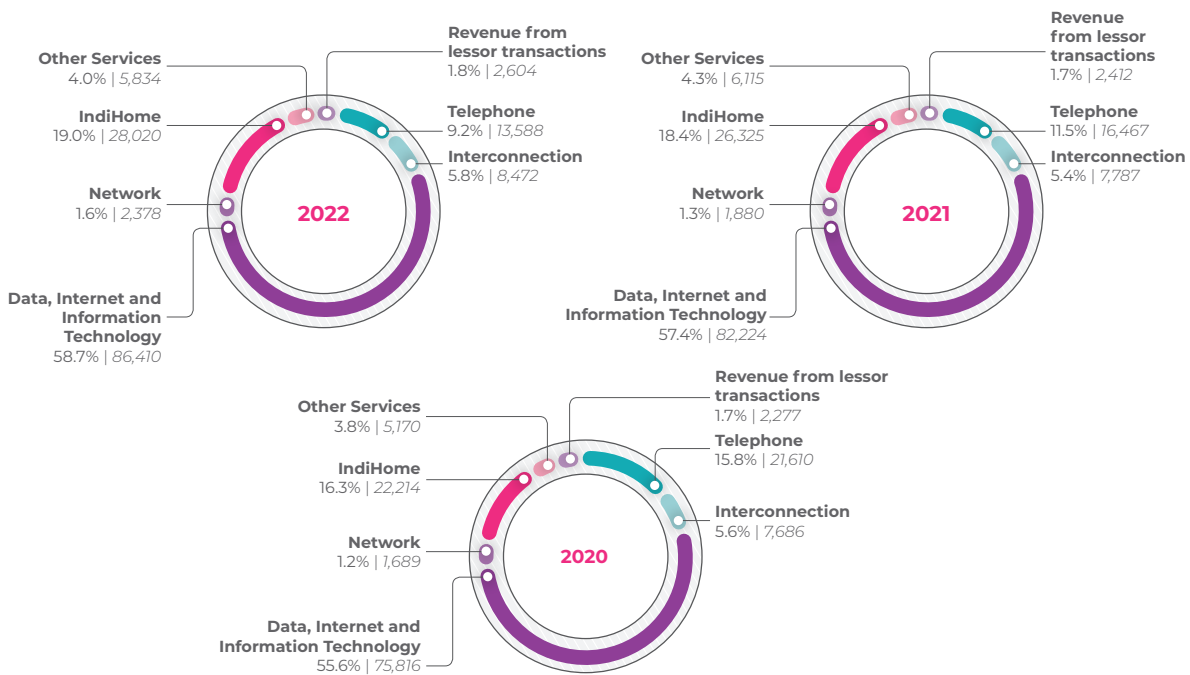 Other Services
4.0% | 5,834
IndiHome
19.0% | 28,020
Network
1.6% | 2,378
Data, Internet and
Information
Technology
58.7% | 86,410
2022
Revenue from
lessor transactions
1.8% | 2,604
Telephone
9.2% | 13,588
Interconnection
5.8% | 8,472
Other Services
4.3% | 6,115
IndiHome
18.4% | 26,325
Network
1.3% | 1,880
Data, Internet and
Information Technology
57.4% | 82,224
2021
Revenue
from lessor
transactions
1.7% | 2,412
Telephone
11.5% | 16,467
Interconnection
5.4% | 7,787
Other Services
3.8% | 5,170
IndiHome
16.3% | 22,214
Network
1.2% | 1,689
Data, Internet and
Information Technology
55.6% | 75,816
2020
Revenue from lessor
transactions
1.7% | 2,277
Telephone
15.8% | 21,610
Interconnection
5.6% | 7,686